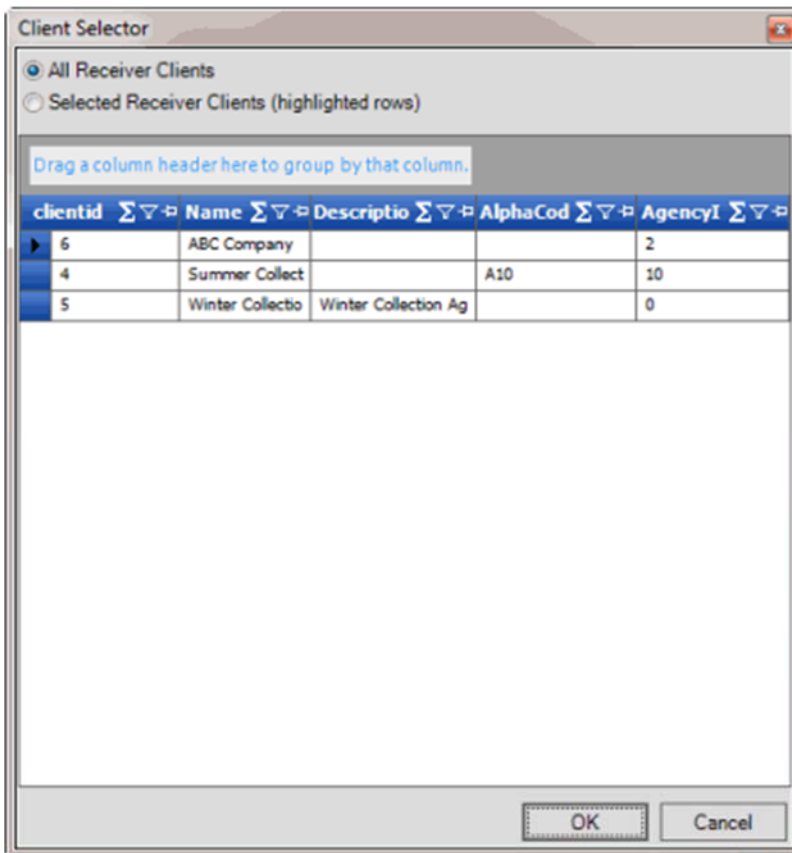 Client Selector
All Receiver Clients
Selected Receiver Clients (highlighted rows)
Drag a column header here to group by that column.
clientid Σ Name Σ Descriptio Σ AlphaCod Σ AgencyI Σ
6 ABC Company 2
4 Summer Collect A10 10
5 Winter Collectio Winter Collection Ag 0
OK Cancel